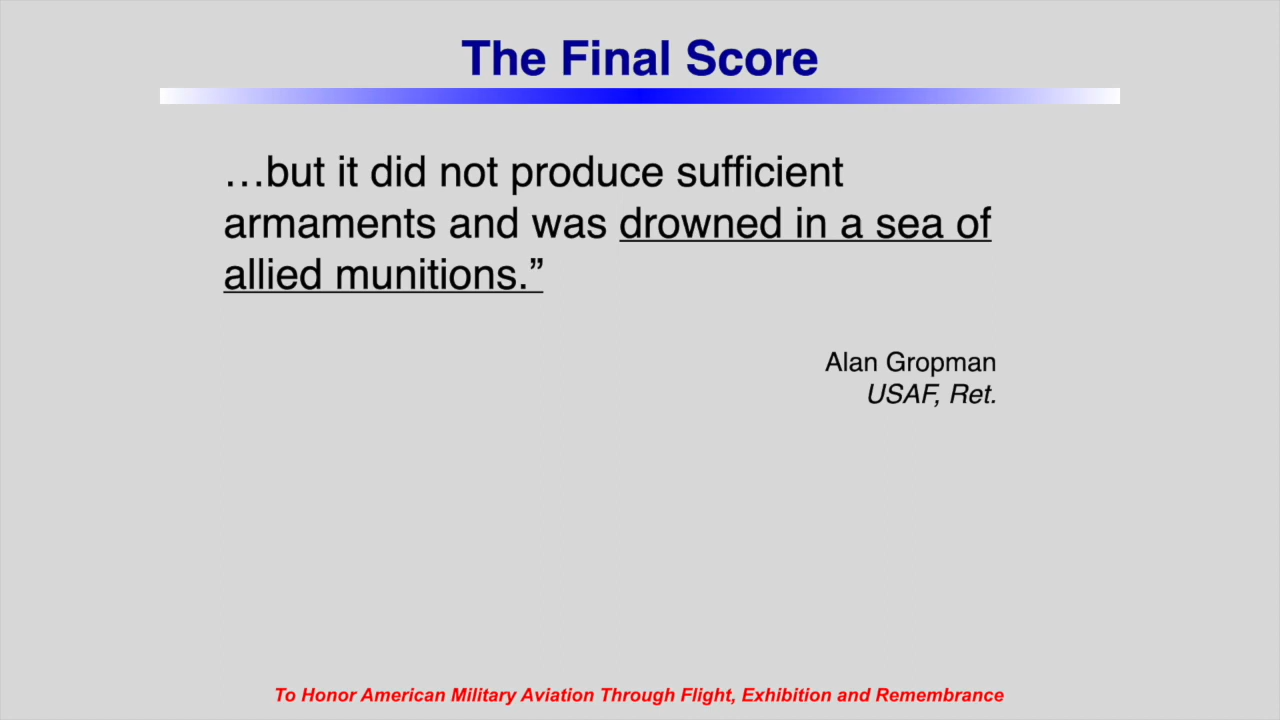 The Final Score
…but it did not produce sufficient
armaments and was drowned in a sea of
allied munitions.”
Alan Gropman
USAF, Ret.
To Honor American Military Aviation Through Flight, Exhibition and Remembrance